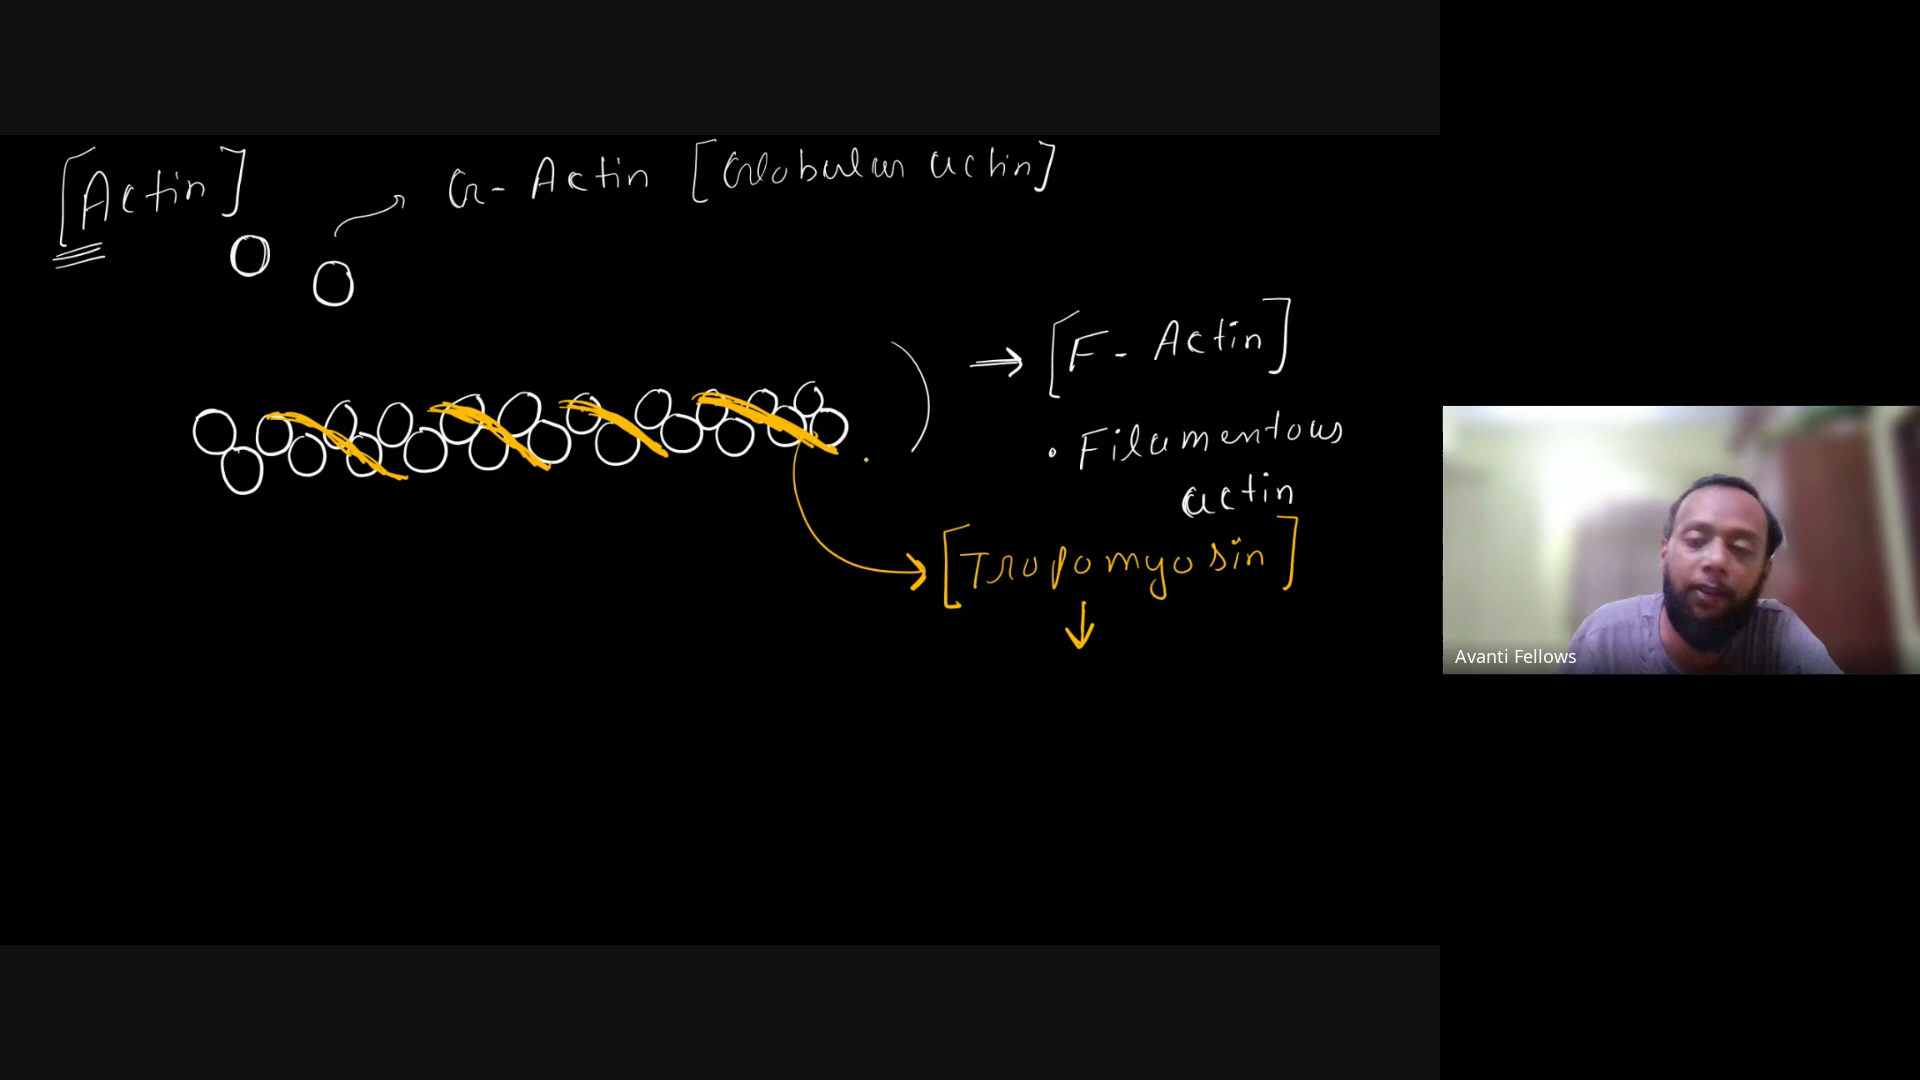 [Actin]
G-Actin [Globular actin]
⇒ [F-Actin]
• Filamentous
actin
[Tropomyosin]
Avanti Fellows